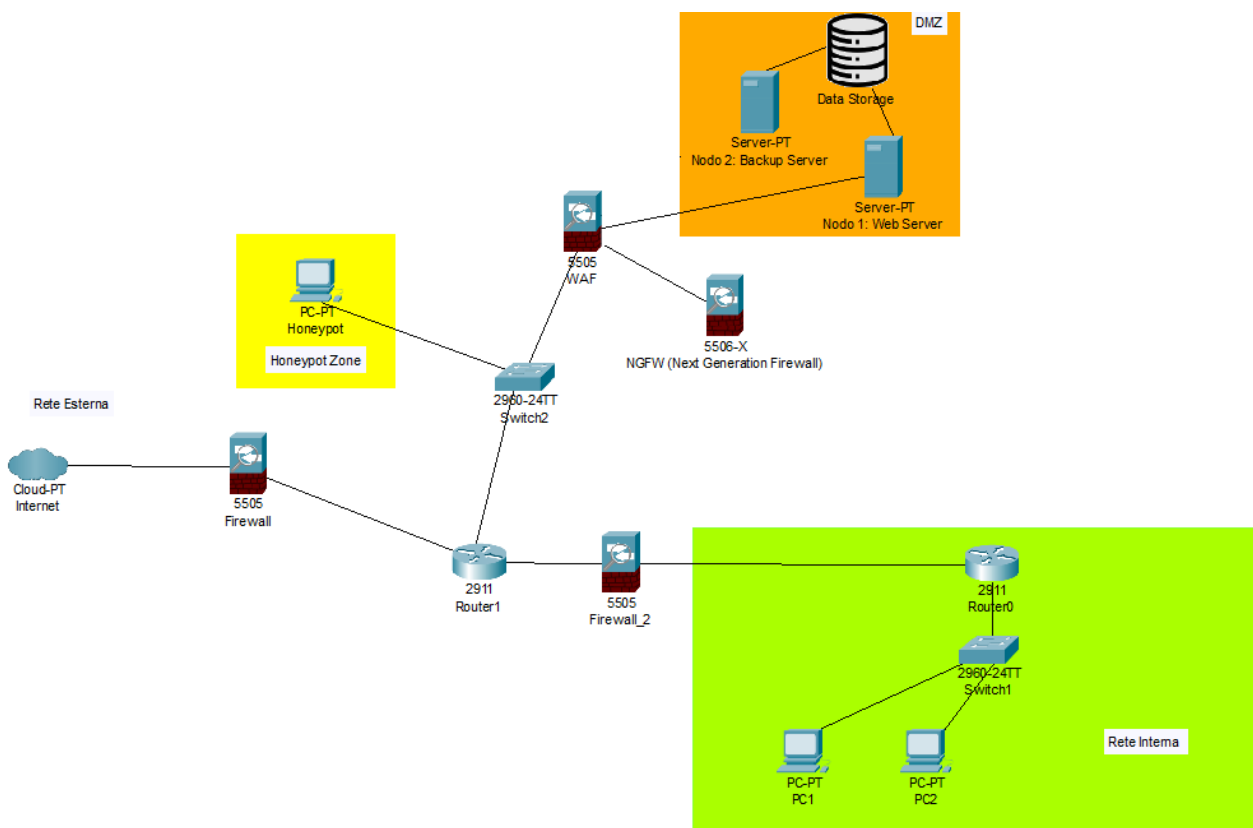 DMZ
Data Storage
Server-PT
Nodo 2: Backup Server
Server-PT
Nodo 1: Web Server
5505
WAF
PC-PT
Honeypot
Honeypot Zone
5506-X
NGFW (Next Generation Firewall)
2960-24TT
Switch2
Rete Esterna
Cloud-PT
Internet
5505
Firewall
2911
Router1
5505
Firewall_2
2911
Router0
2960-24TT
Switch1
Rete Interna
PC-PT
PC1
PC-PT
PC2